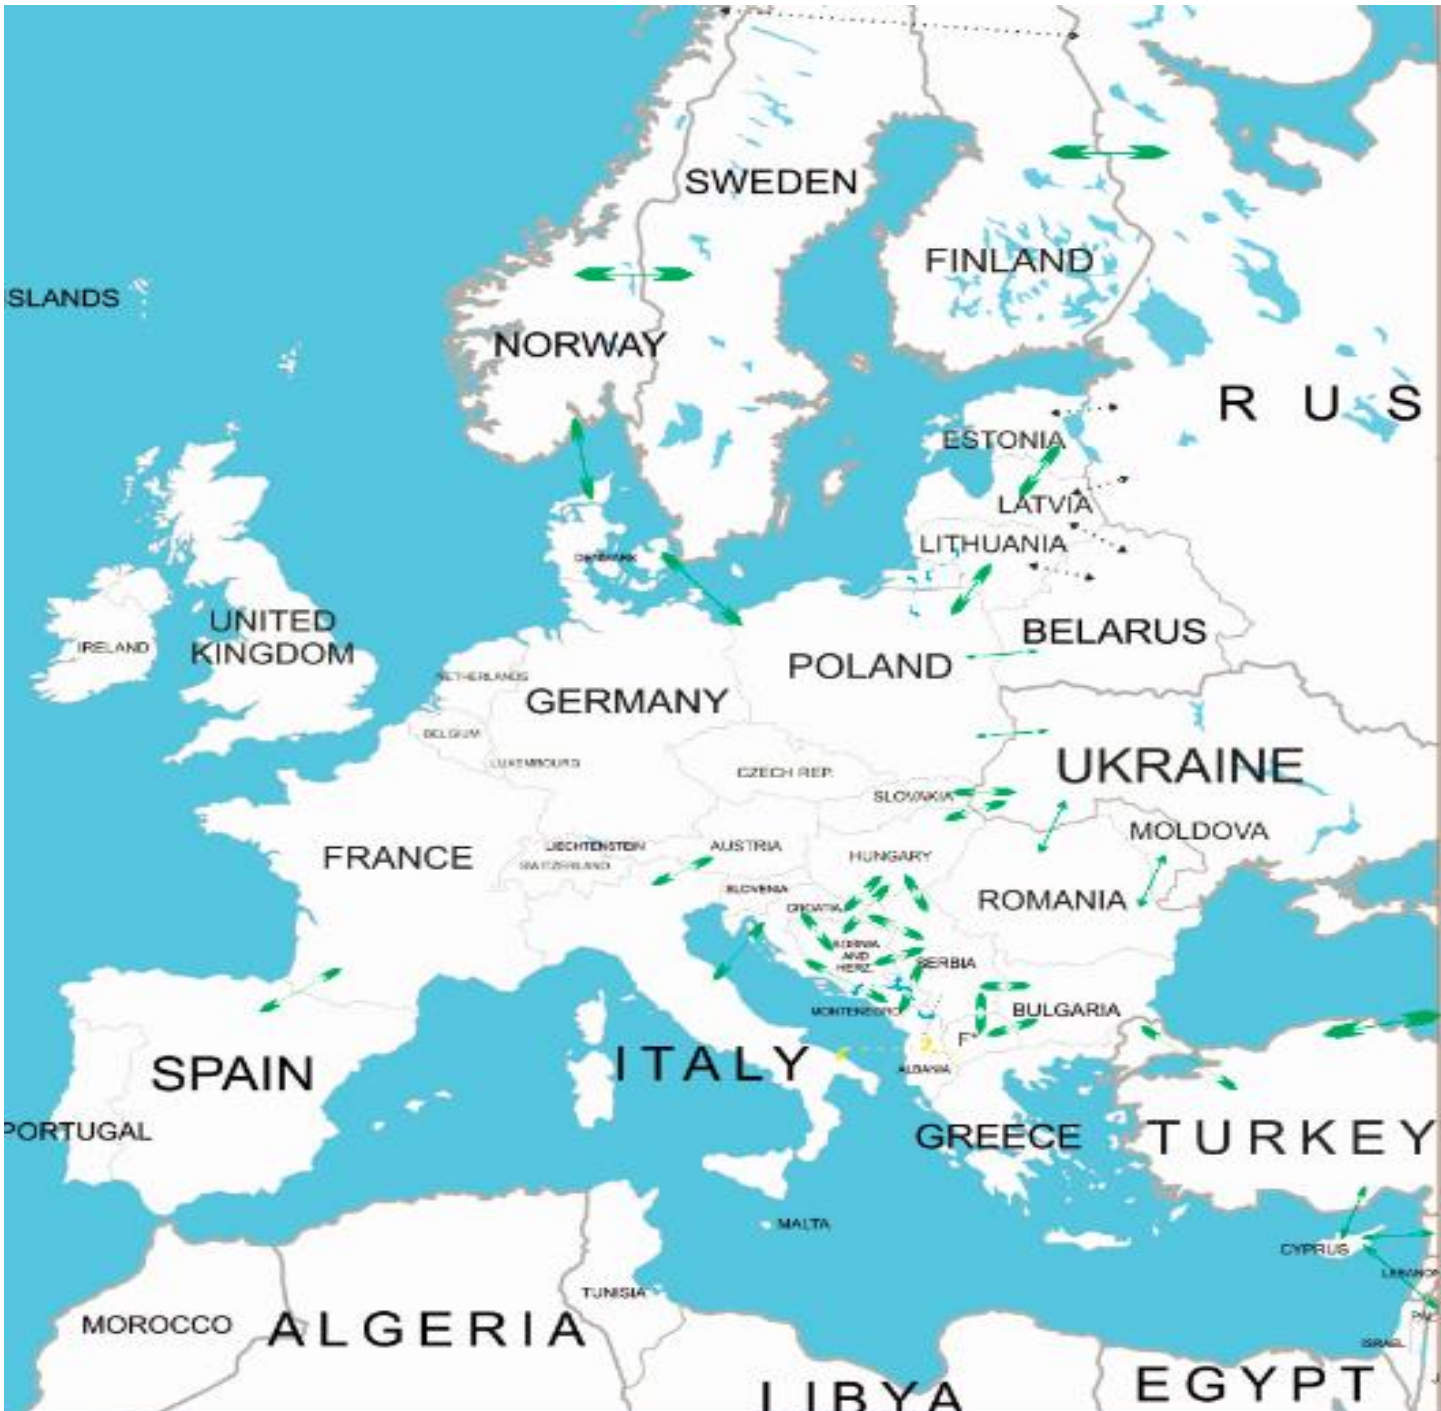 SWEDEN
FINLAND
SLANDS
NORWAY
R U S
ESTONIA
LATVIA
LITHUANIA
DENMARK
UNITED
KINGDOM
IRELAND
BELARUS
POLAND
NETHERLANDS
GERMANY
BELGIUM
LUXEMBOURG
UKRAINE
CZECH REP.
SLOVAKIA
MOLDOVA
LIECHTENSTEIN
AUSTRIA
FRANCE
HUNGARY
SWITZERLAND
SLOVENIA
ROMANIA
CROATIA
BOSNIA
AND
HERZ.
SERBIA
MONTENEGRO
BULGARIA
F
ITALY
SPAIN
ALBANIA
PORTUGAL
GREECE
TURKEY
MALTA
CYPRUS
LEBANON
TUNISIA
MOROCCO
ALGERIA
ISRAEL
LIBYA
EGYPT